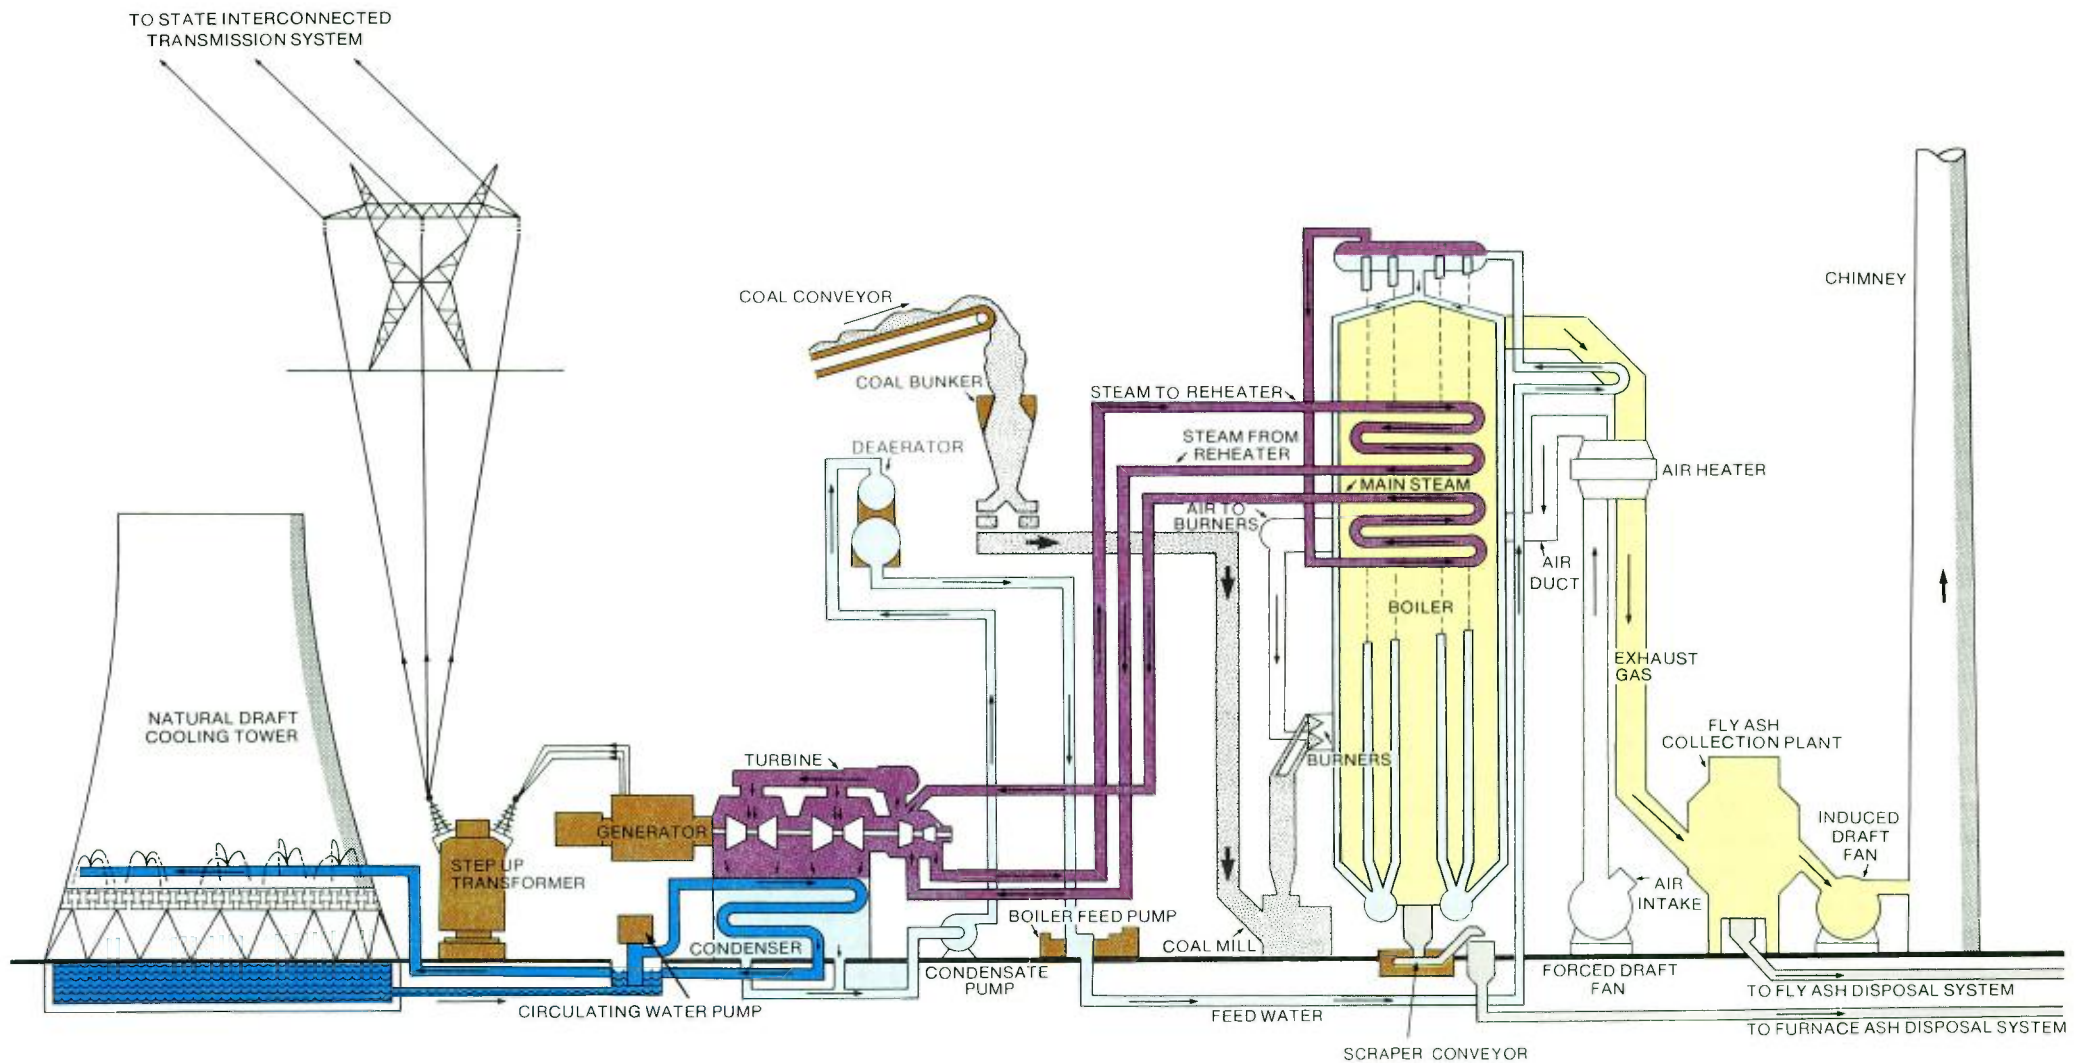 TO STATE INTERCONNECTED
TRANSMISSION SYSTEM
CHIMNEY
COAL CONVEYOR
COAL BUNKER
STEAM TO REHEATER
DEAERATOR
STEAM FROM
REHEATER
AIR HEATER
MAIN STEAM
AIR TO
BURNERS
AIR
DUCT
BOILER
EXHAUST
GAS
NATURAL DRAFT
COOLING TOWER
FLY ASH
COLLECTION PLANT
TURBINE
BURNERS
INDUCED
DRAFT
FAN
GENERATOR
STEP UP
TRANSFORMER
AIR
INTAKE
BOILER FEED PUMP
CONDENSER
COAL MILL
CONDENSATE
PUMP
FORCED DRAFT
FAN
TO FLY ASH DISPOSAL SYSTEM
CIRCULATING WATER PUMP
FEED WATER
TO FURNACE ASH DISPOSAL SYSTEM
SCRAPER CONVEYOR